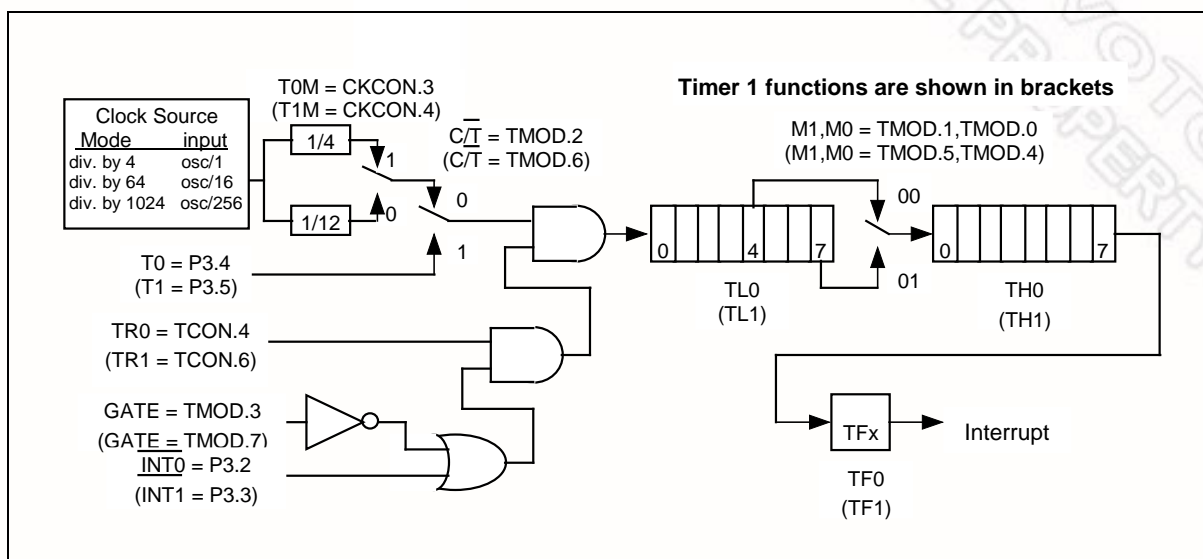 T0M = CKCON.3
(T1M = CKCON.4)
Timer 1 functions are shown in brackets
Clock Source
Mode input
div. by 4 osc/1
div. by 64 osc/16
div. by 1024 osc/256
1/4
1
1/12
0
C/T̅ = TMOD.2
(C/T̅ = TMOD.6)
0
1
M1,M0 = TMOD.1,TMOD.0
(M1,M0 = TMOD.5,TMOD.4)
00
01
T0 = P3.4
(T1 = P3.5)
0 4 7
TL0
(TL1)
0 7
TH0
(TH1)
TR0 = TCON.4
(TR1 = TCON.6)
GATE = TMOD.3
(GATE = TMOD.7)
I̅N̅T̅0̅ = P3.2
(I̅N̅T̅1̅ = P3.3)
TFx
Interrupt
TF0
(TF1)